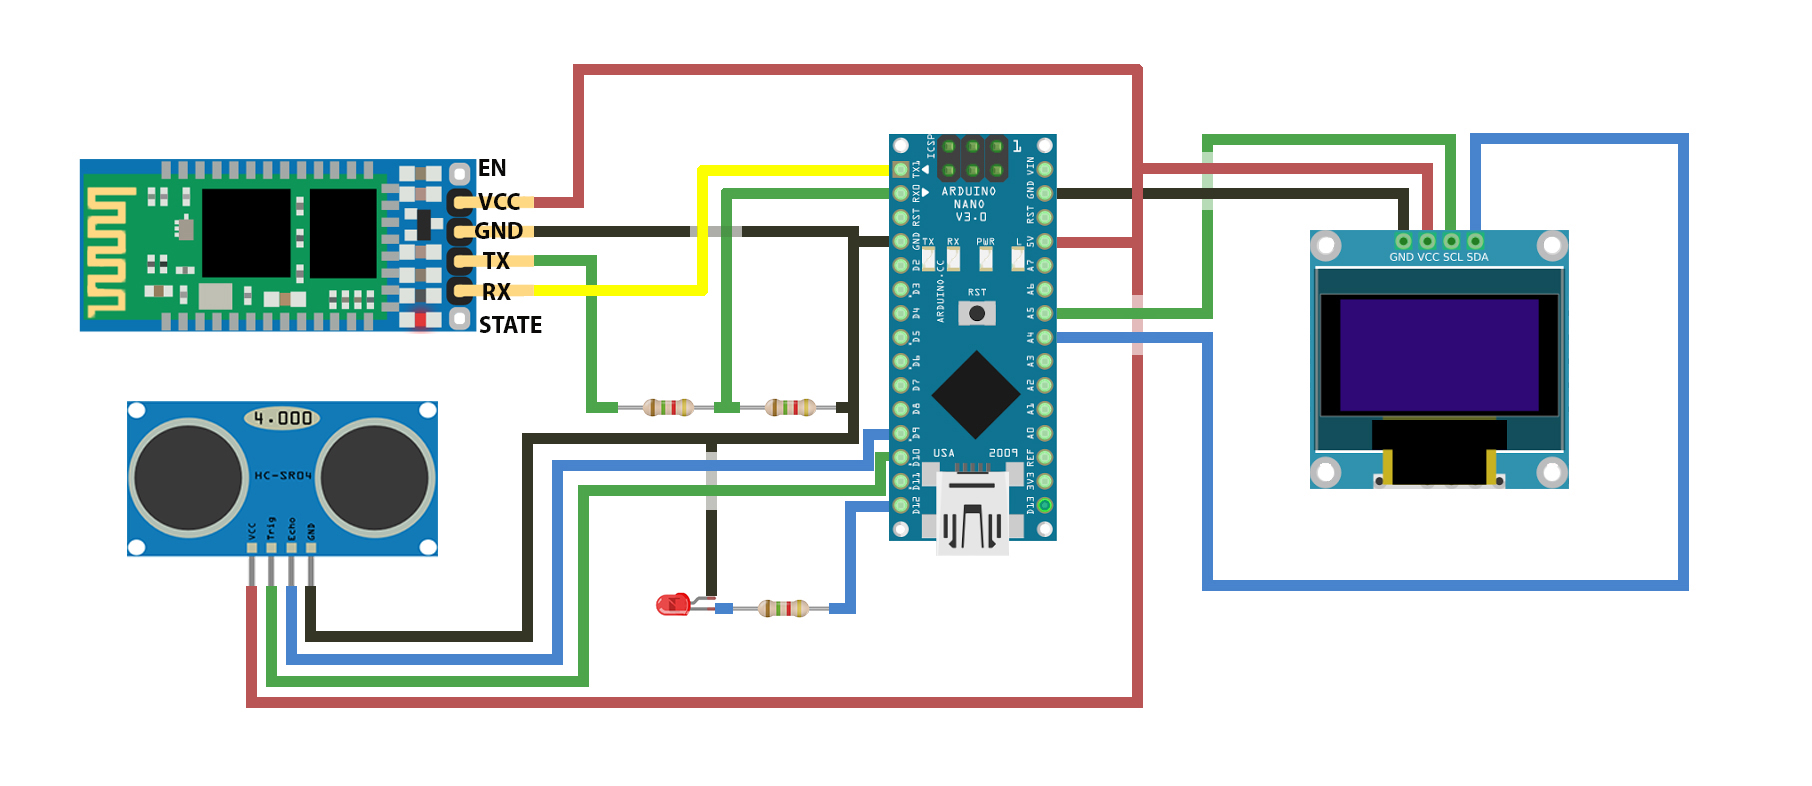 EN
VCC
GND
TX
RX
STATE
4.000
HC-SR04
VCC
Trig
Echo
GND
ICSP
1
ARDUINO
NANO
V3.0
TX RX PWR L
RST
ARDUINO.CC
USA 2009
TX1
RX0
RST
GND
D2
D3
D4
D5
D6
D7
D8
D9
D10
D11
D12
VIN
GND
RST
5V
A7
A6
A5
A4
A3
A2
A1
A0
REF
3V3
D13
GND VCC SCL SDA